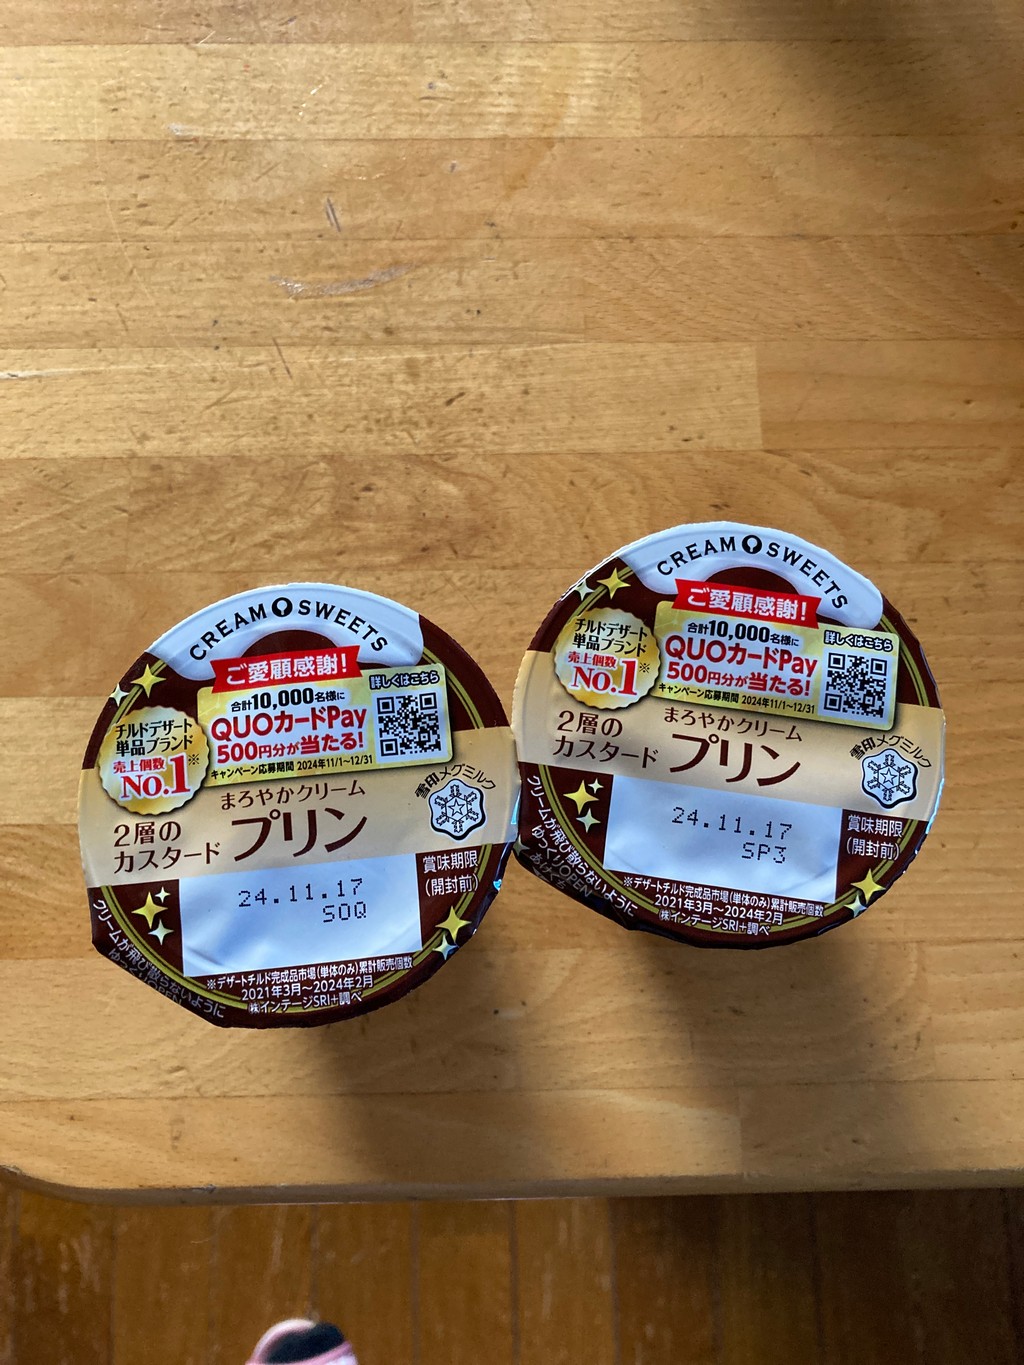 CREAM SWEETS
ご愛顧感謝!
チルドデザート
単品ブランド
売上個数
No.1※
合計10,000名様に
QUOカードPay
500円分が当たる!
キャンペーン応募期間 2024年11/1~12/31
詳しくはこちら
まろやかクリーム
2層の
カスタード
プリン
雪印メグミルク
24.11.17
SOQ
賞味期限
(開封前)
※デザートチルド完成品市場(単体のみ)累計販売個数
2021年3月~2024年2月
㈱インテージSRI+調べ
クリームが飛び散らないように
ゆっくりOPEN
CREAM SWEETS
ご愛顧感謝!
チルドデザート
単品ブランド
売上個数
No.1※
合計10,000名様に
QUOカードPay
500円分が当たる!
キャンペーン応募期間 2024年11/1~12/31
詳しくはこちら
まろやかクリーム
2層の
カスタード
プリン
雪印メグミルク
24.11.17
SP3
賞味期限
(開封前)
※デザートチルド完成品市場(単体のみ)累計販売個数
2021年3月~2024年2月
㈱インテージSRI+調べ
クリームが飛び散らないように
ゆっくりOPEN